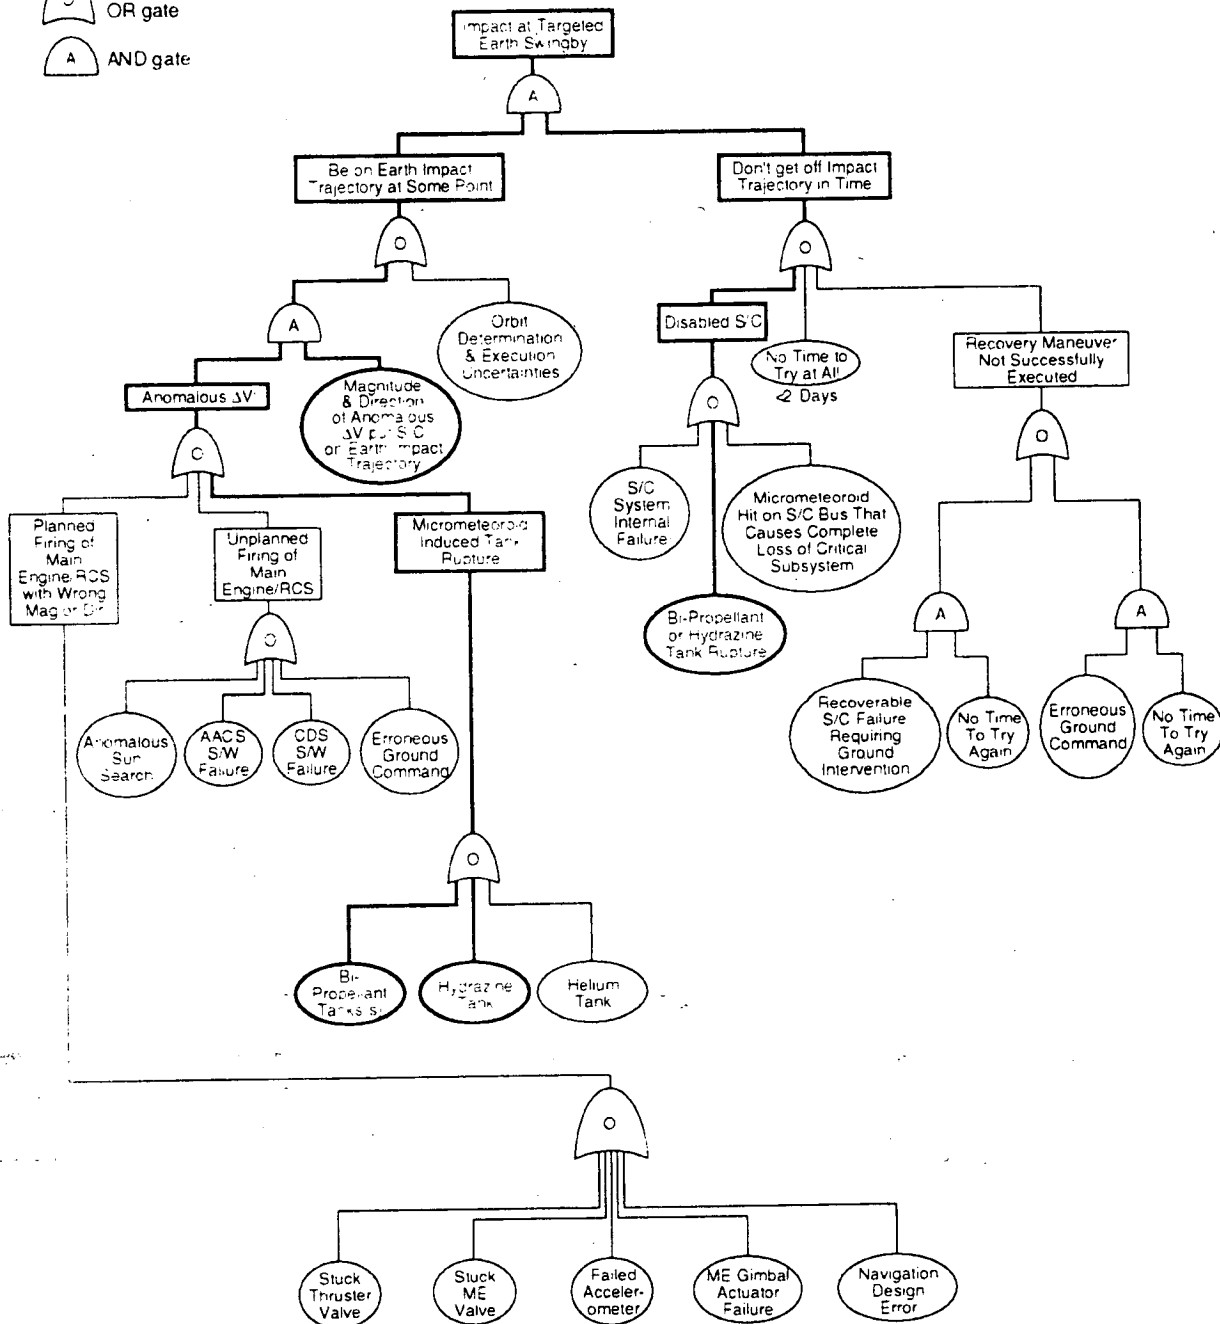 O
OR gate
A
AND gate
Impact at Targeted
Earth Swingby
A
Be on Earth Impact
Trajectory at Some Point
Don't get off Impact
Trajectory in Time
O
O
A
Orbit
Determination
& Execution
Uncertainties
Disabled S/C
No Time to
Try at All
<2 Days
Recovery Maneuver
Not Successfully
Executed
Anomalous ΔV
Magnitude
& Direction
of Anomalous
ΔV put S/C
on Earth Impact
Trajectory
O
O
O
S/C
System
Internal
Failure
Micrometeoroid
Hit on S/C Bus That
Causes Complete
Loss of Critical
Subsystem
Planned
Firing of
Main
Engine/RCS
with Wrong
Mag or Dir
Unplanned
Firing of
Main
Engine/RCS
Micrometeoroid
Induced Tank
Rupture
Bi-Propellant
or Hydrazine
Tank Rupture
O
A
A
Anomalous
Sun
Search
AACS
S/W
Failure
CDS
S/W
Failure
Erroneous
Ground
Command
Recoverable
S/C Failure
Requiring
Ground
Intervention
No Time
To Try
Again
Erroneous
Ground
Command
No Time
To Try
Again
O
Bi-
Propellant
Tanks(s)
Hydrazine
Tank
Helium
Tank
O
Stuck
Thruster
Valve
Stuck
ME
Valve
Failed
Acceler-
ometer
ME Gimbal
Actuator
Failure
Navigation
Design
Error